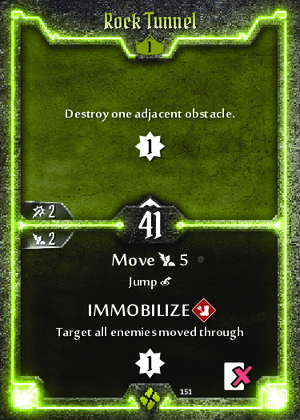 Rock Tunnel
1
Destroy one adjacent obstacle.
1
2
41
2
Move 5
Jump
IMMOBILIZE
Target all enemies moved through
1
151